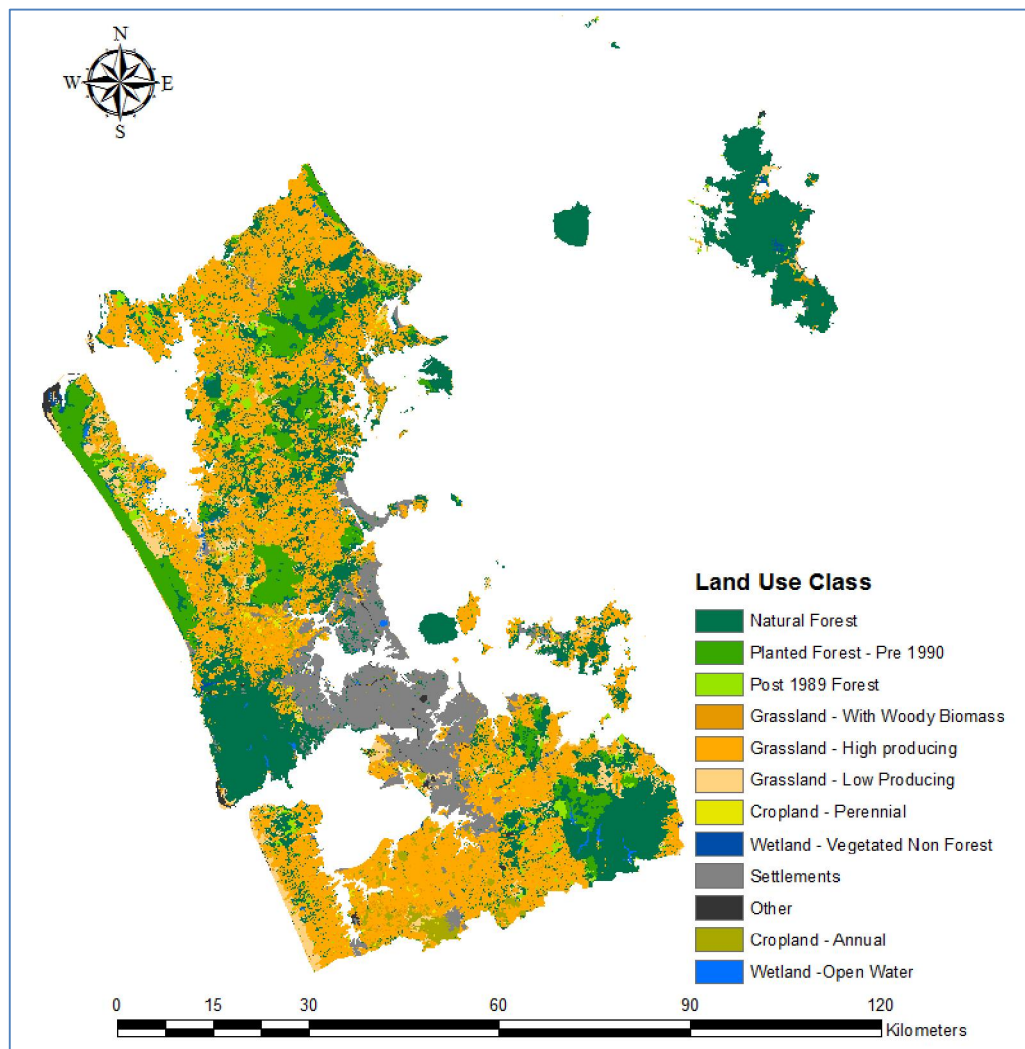 N
W E
S
Land Use Class
Natural Forest
Planted Forest - Pre 1990
Post 1989 Forest
Grassland - With Woody Biomass
Grassland - High producing
Grassland - Low Producing
Cropland - Perennial
Wetland - Vegetated Non Forest
Settlements
Other
Cropland - Annual
Wetland -Open Water
0 15 30 60 90 120
Kilometers